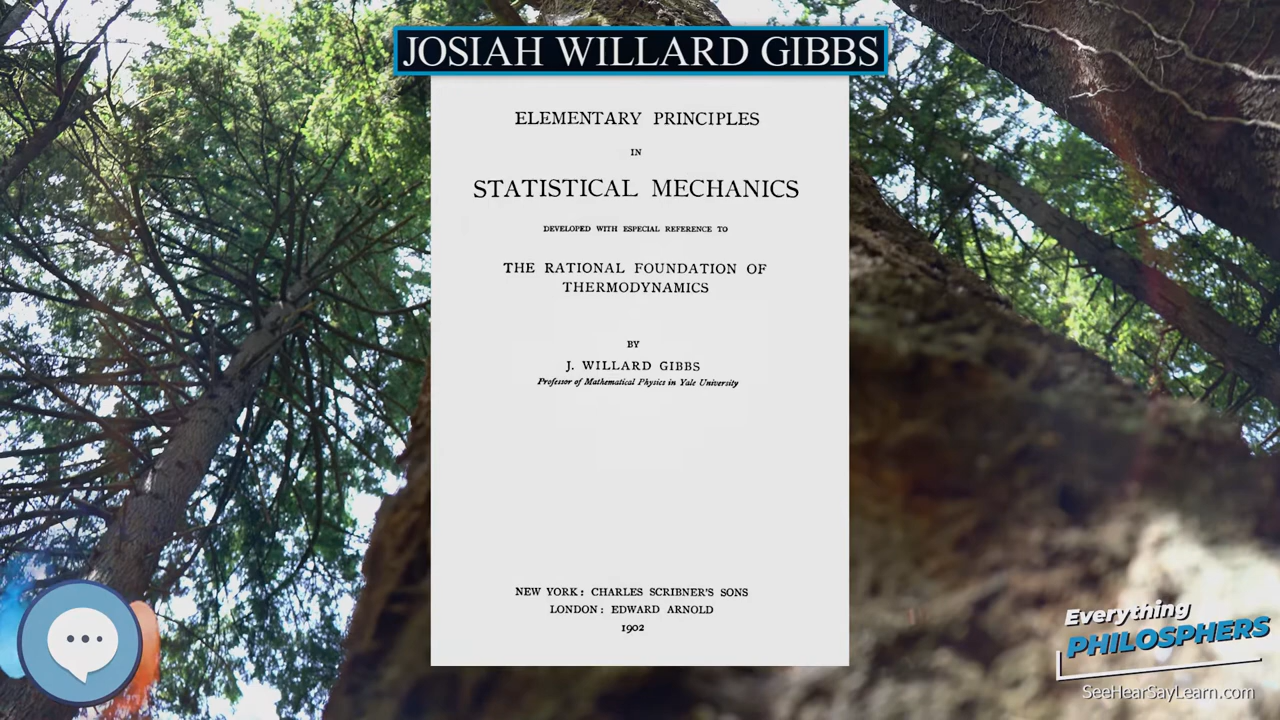 JOSIAH WILLARD GIBBS
ELEMENTARY PRINCIPLES
IN
STATISTICAL MECHANICS
DEVELOPED WITH ESPECIAL REFERENCE TO
THE RATIONAL FOUNDATION OF
THERMODYNAMICS
BY
J. WILLARD GIBBS
Professor of Mathematical Physics in Yale University
NEW YORK : CHARLES SCRIBNER'S SONS
LONDON : EDWARD ARNOLD
1902
Everything
PHILOSPHERS
SeeHearSayLearn.com